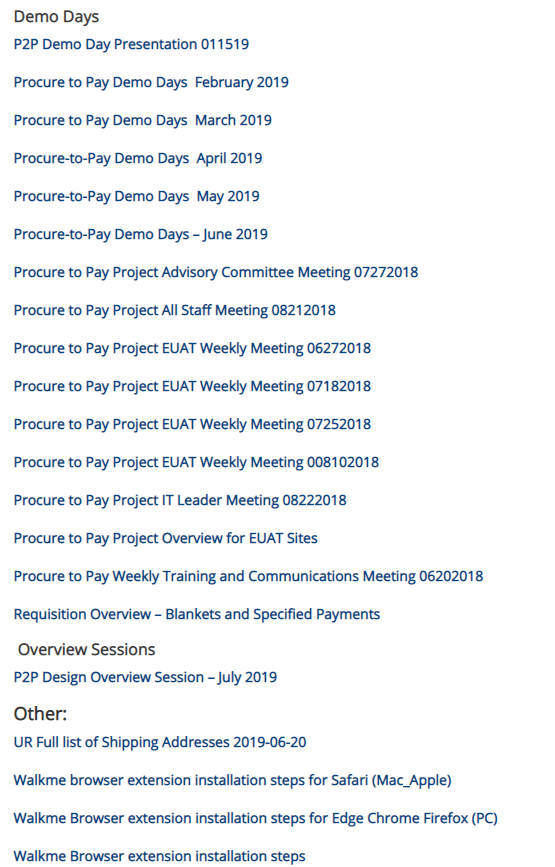 Demo Days
P2P Demo Day Presentation 011519
Procure to Pay Demo Days  February 2019
Procure to Pay Demo Days  March 2019
Procure-to-Pay Demo Days  April 2019
Procure-to-Pay Demo Days  May 2019
Procure-to-Pay Demo Days – June 2019
Procure to Pay Project Advisory Committee Meeting 07272018
Procure to Pay Project All Staff Meeting 08212018
Procure to Pay Project EUAT Weekly Meeting 06272018
Procure to Pay Project EUAT Weekly Meeting 07182018
Procure to Pay Project EUAT Weekly Meeting 07252018
Procure to Pay Project EUAT Weekly Meeting 008102018
Procure to Pay Project IT Leader Meeting 08222018
Procure to Pay Project Overview for EUAT Sites
Procure to Pay Weekly Training and Communications Meeting 06202018
Requisition Overview – Blankets and Specified Payments
Overview Sessions
P2P Design Overview Session – July 2019
Other:
UR Full list of Shipping Addresses 2019-06-20
Walkme browser extension installation steps for Safari (Mac_Apple)
Walkme Browser extension installation steps for Edge Chrome Firefox (PC)
Walkme Browser extension installation steps